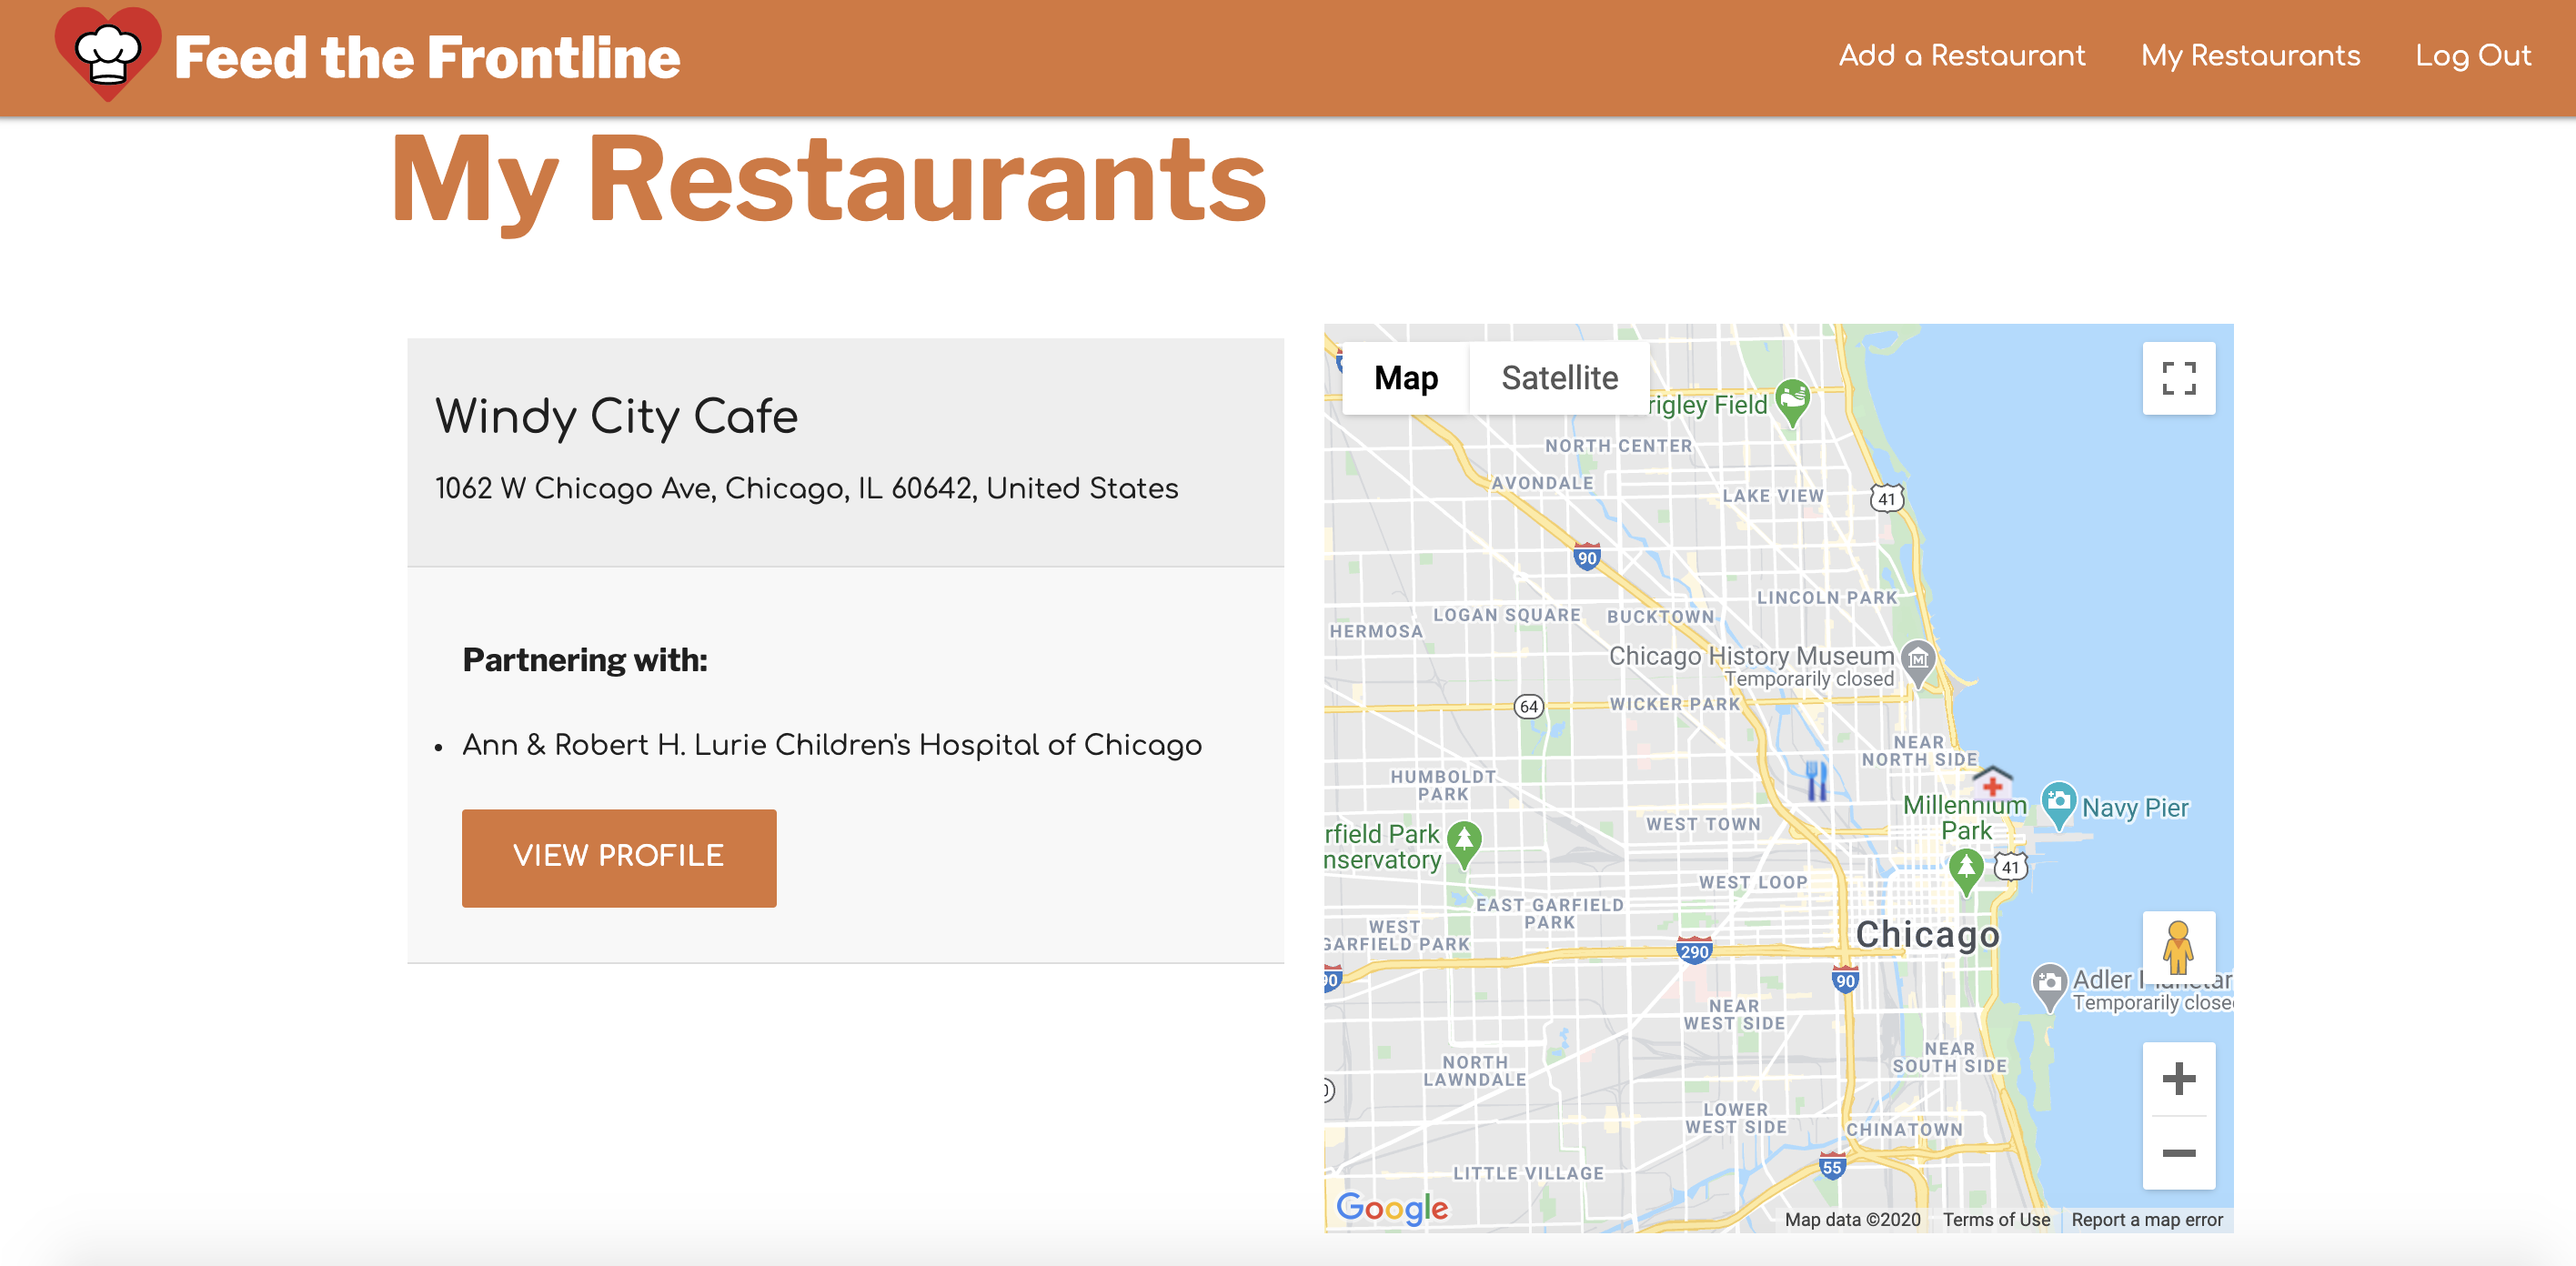 Feed the Frontline
Add a Restaurant
My Restaurants
Log Out
My Restaurants
Windy City Cafe
1062 W Chicago Ave, Chicago, IL 60642, United States
Partnering with:
• Ann & Robert H. Lurie Children's Hospital of Chicago
VIEW PROFILE
Map
Satellite
rigley Field
NORTH CENTER
AVONDALE
LAKE VIEW
41
90
LINCOLN PARK
LOGAN SQUARE
BUCKTOWN
HERMOSA
Chicago History Museum
Temporarily closed
64
WICKER PARK
NEAR
NORTH SIDE
HUMBOLDT
PARK
Millennium
Park
Navy Pier
WEST TOWN
rfield Park
nservatory
41
WEST LOOP
EAST GARFIELD
PARK
WEST
GARFIELD PARK
Chicago
290
90
90
Adler
Temporarily close
NEAR
WEST SIDE
NEAR
SOUTH SIDE
NORTH
LAWNDALE
LOWER
WEST SIDE
CHINATOWN
55
LITTLE VILLAGE
Google
Map data ©2020
Terms of Use
Report a map error